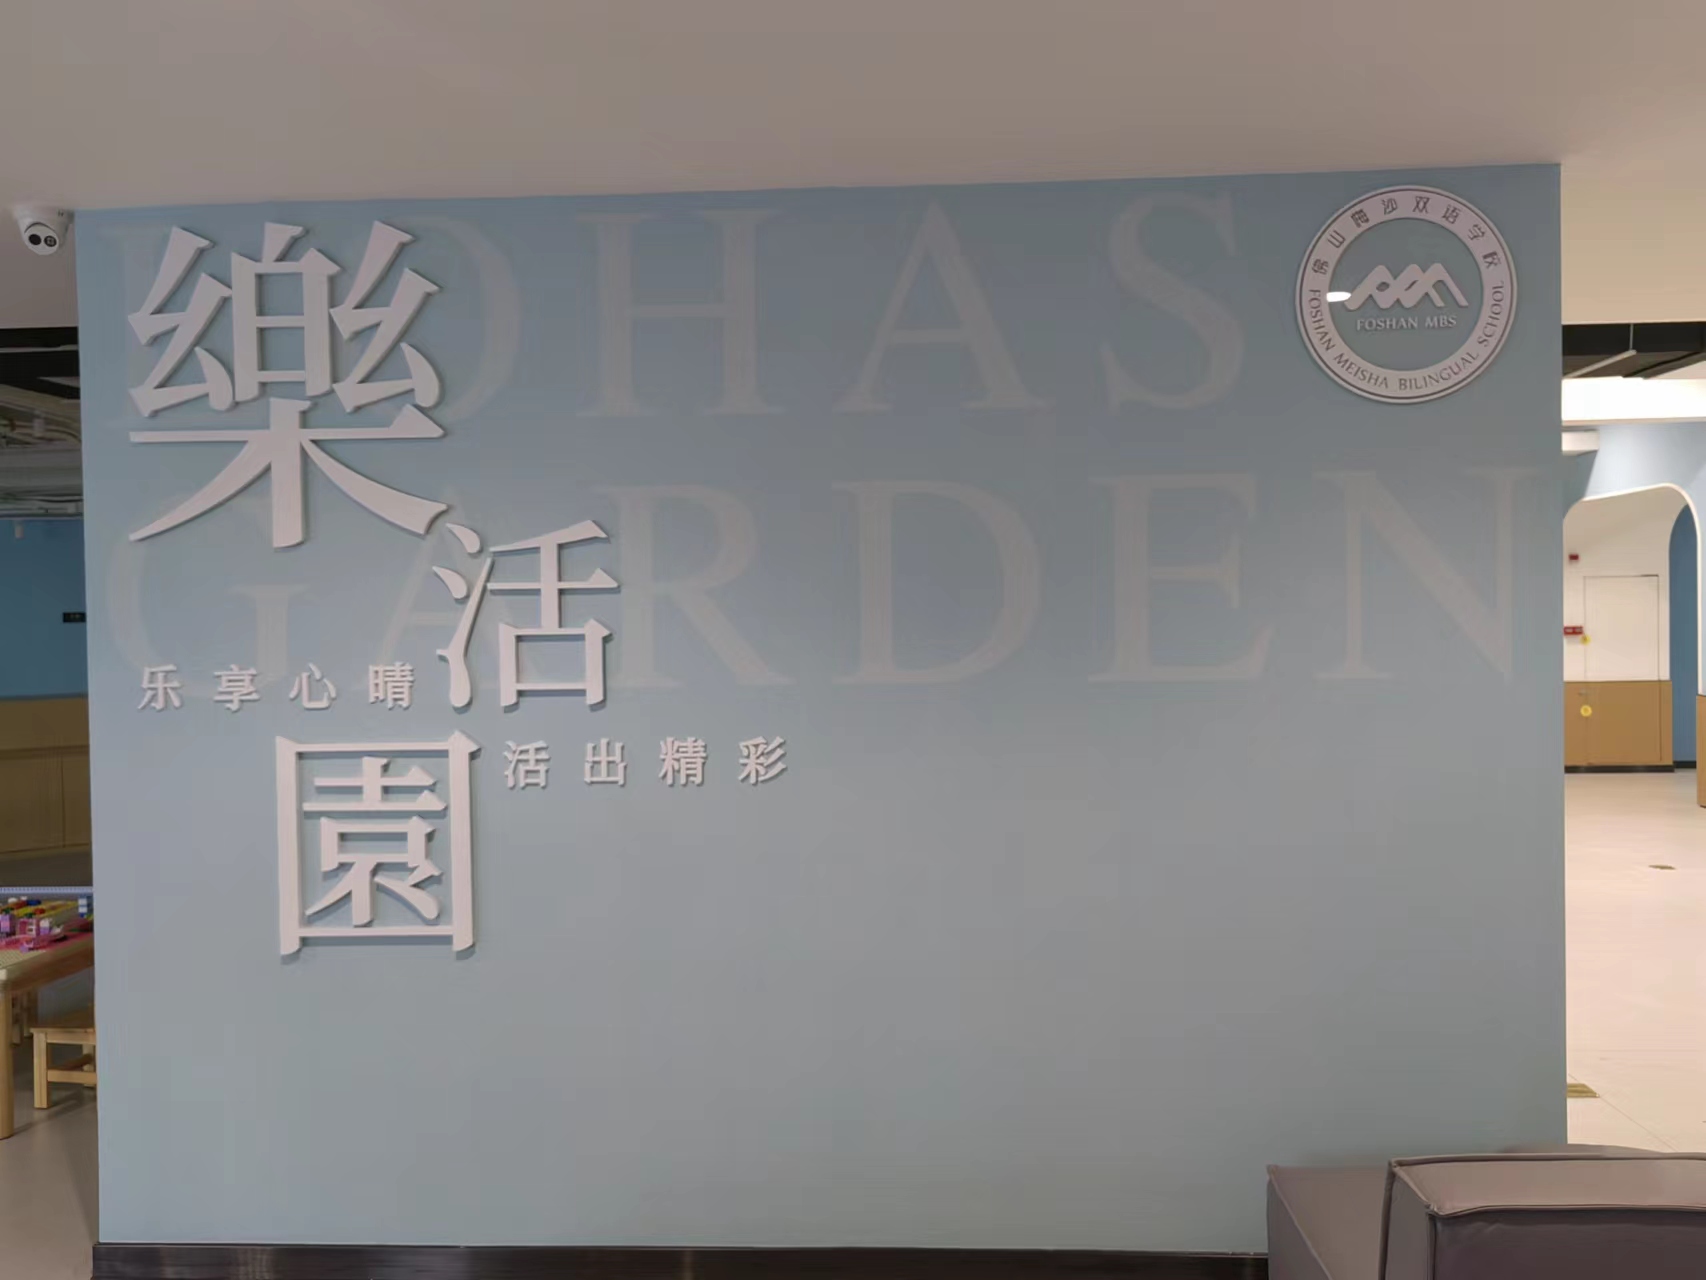 LOHAS
GARDEN
樂
活
園
乐享心晴
活出精彩
佛山梅沙双语学校
FOSHAN MBS
FOSHAN MEISHA BILINGUAL SCHOOL